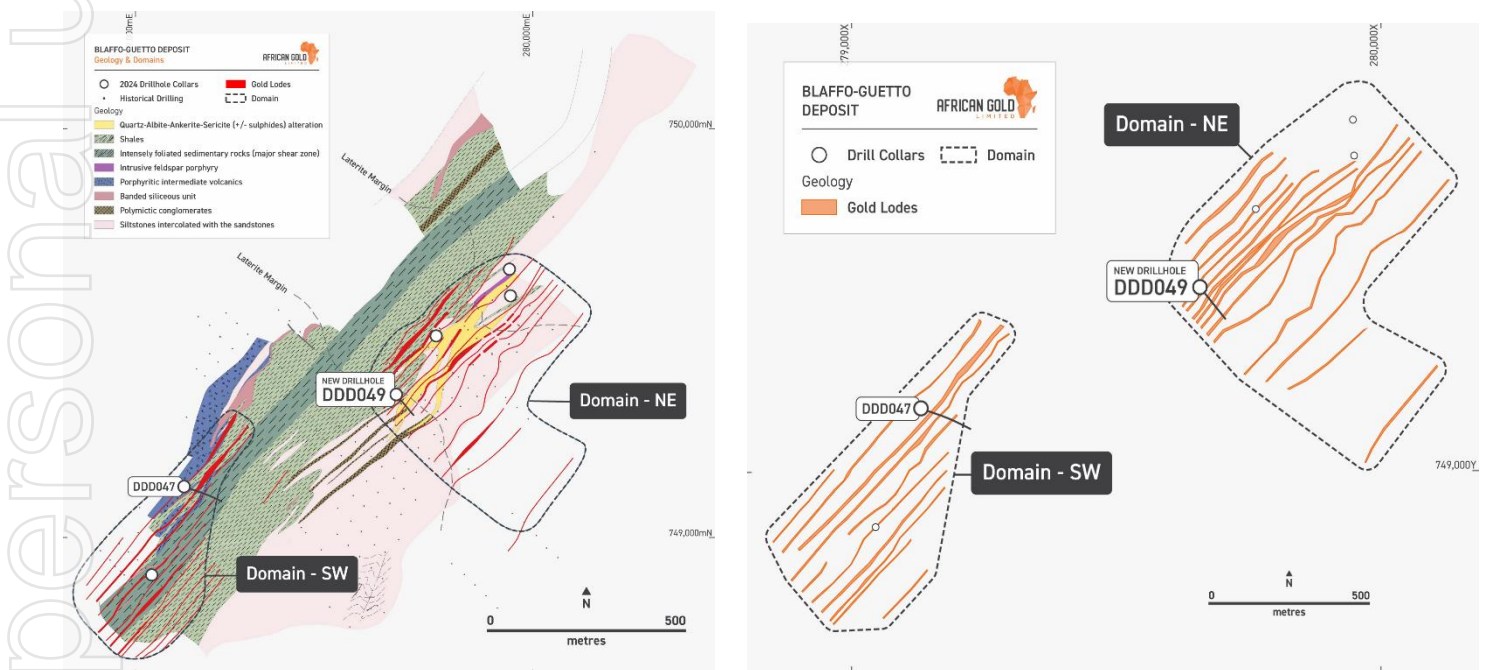 personal u
00mE
280,000mE
BLAFFO-GUETTO DEPOSIT
Geology & Domains
AFRICAN GOLD
LIMITED
2024 Drillhole Collars
Gold Lodes
Historical Drilling
Domain
Geology
Quartz-Albite-Ankerite-Sericite (+/- sulphides) alteration
Shales
Intensely foliated sedimentary rocks (major shear zone)
Intrusive feldspar porphyry
Porphyritic intermediate volcanics
Banded siliceous unit
Polymictic conglomerates
Siltstones intercolated with the sandstones
750,000mN
Laterite Margin
Laterite Margin
NEW DRILLHOLE
DDD049
Domain - NE
DDD047
749,000mN
Domain - SW
N
0 500
metres
79,000X
280,000X
BLAFFO-GUETTO
DEPOSIT
AFRICAN GOLD
LIMITED
Drill Collars
Domain
Geology
Gold Lodes
Domain - NE
NEW DRILLHOLE
DDD049
DDD047
Domain - SW
749,000Y
N
0 500
metres